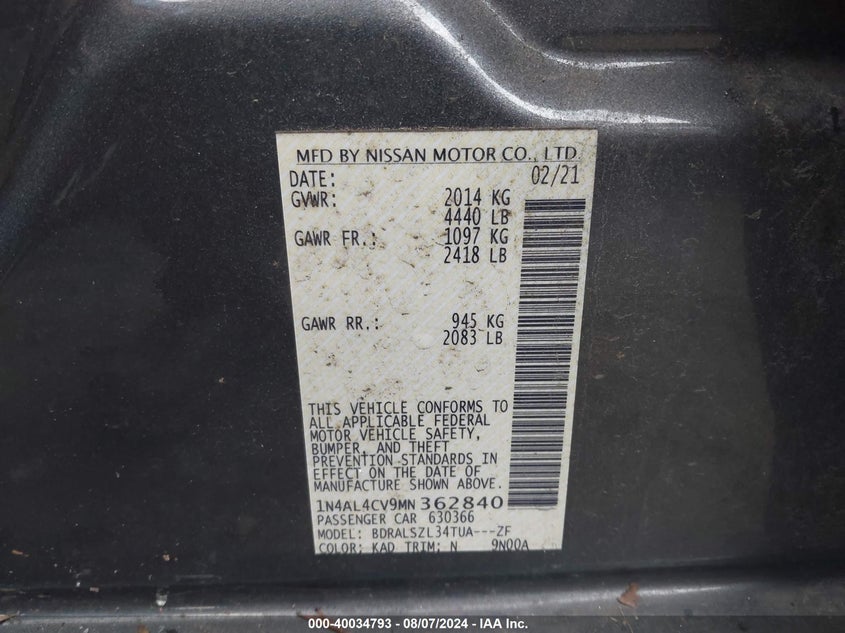 MFD BY NISSAN MOTOR CO., LTD.
DATE: 02/21
GVWR: 2014 KG
4440 LB
GAWR FR.: 1097 KG
2418 LB
GAWR RR.: 945 KG
2083 LB
THIS VEHICLE CONFORMS TO
ALL APPLICABLE FEDERAL
MOTOR VEHICLE SAFETY,
BUMPER, AND THEFT
PREVENTION STANDARDS IN
EFFECT ON THE DATE OF
MANUFACTURE SHOWN ABOVE.
1N4AL4CV9MN362840
PASSENGER CAR 630366
MODEL: BDRALSZL34TUA---ZF
COLOR: KAD TRIM: N 9N00A
000-40034793 - 08/07/2024 - IAA Inc.